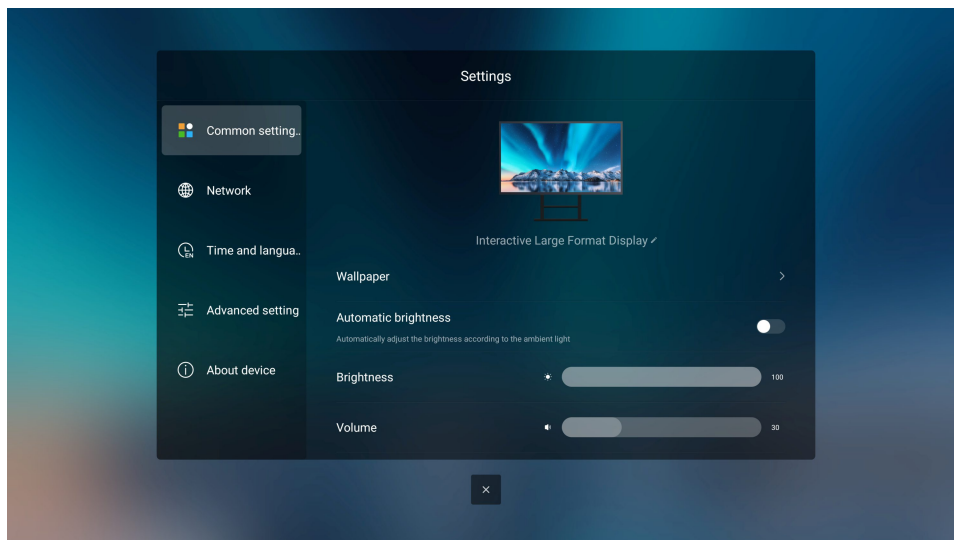 Settings
Common setting..
Network
EN
Time and langua..
Advanced setting
About device
Interactive Large Format Display
Wallpaper
Automatic brightness
Automatically adjust the brightness according to the ambient light
Brightness
100
Volume
30